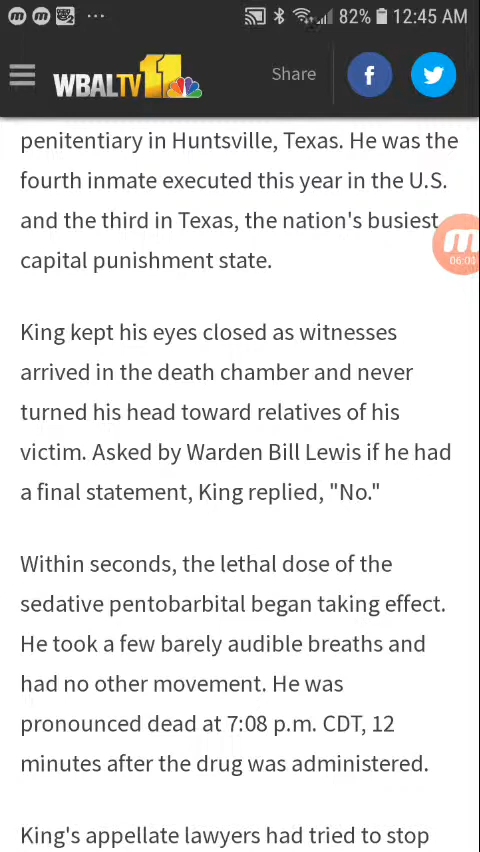 82% 12:45 AM
WBALTV 11
Share
penitentiary in Huntsville, Texas. He was the
fourth inmate executed this year in the U.S.
and the third in Texas, the nation's busiest
capital punishment state.
06:01
King kept his eyes closed as witnesses
arrived in the death chamber and never
turned his head toward relatives of his
victim. Asked by Warden Bill Lewis if he had
a final statement, King replied, "No."
Within seconds, the lethal dose of the
sedative pentobarbital began taking effect.
He took a few barely audible breaths and
had no other movement. He was
pronounced dead at 7:08 p.m. CDT, 12
minutes after the drug was administered.
King's appellate lawyers had tried to stop